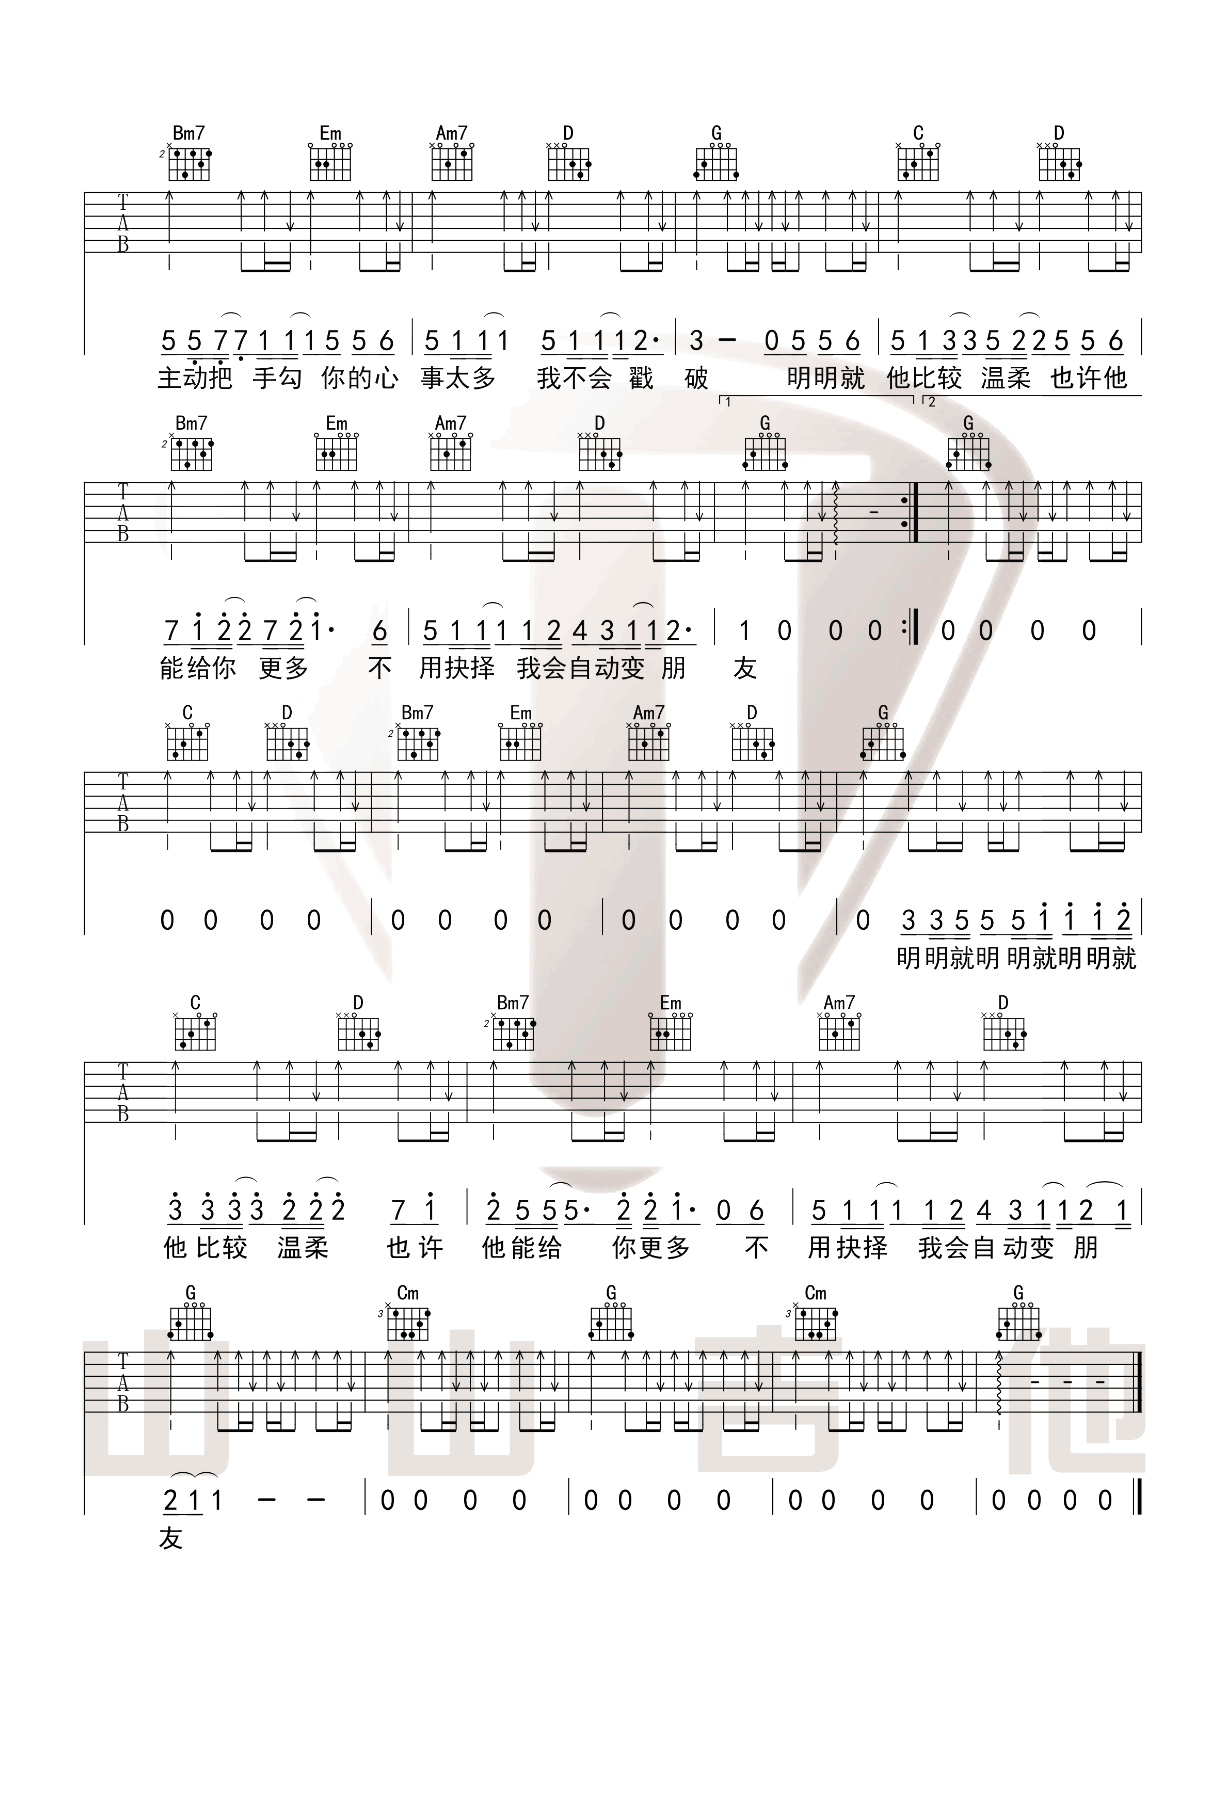 Bm7 Em Am7 D G C D
2
T
A
B
5 5 7 7 1 1 1 5 5 6 5 1 1 1 5 1 1 1 2· 3 - 0 5 5 6 5 1 3 3 5 2 2 5 5 6
主动把 手勾 你的心 事太多 我不会 戳 破 明明就 他比较 温柔 也许他
1 2
Bm7 Em Am7 D G G
2
T
A
B
7 1 2 2 7 2 1· 6 5 1 1 1 1 2 4 3 1 1 2· 1 0 0 0 0 0 0 0
能给你 更多 不 用抉择 我会自动变 朋 友
C D Bm7 Em Am7 D G
2
T
A
B
0 0 0 0 0 0 0 0 0 0 0 0 0 3 3 5 5 5 1 1 1 2
明明就明 明就明明就
C D Bm7 Em Am7 D
2
T
A
B
3 3 3 3 2 2 2 7 1 2 5 5 5· 2 2 1· 0 6 5 1 1 1 1 2 4 3 1 1 2 1
他 比较 温柔 也许 他能给 你更多 不 用抉择 我会自动变 朋
G Cm G Cm G
3 3
T
A
B
2 1 1 - - 0 0 0 0 0 0 0 0 0 0 0 0 0 0 0 0
友
山山吉他